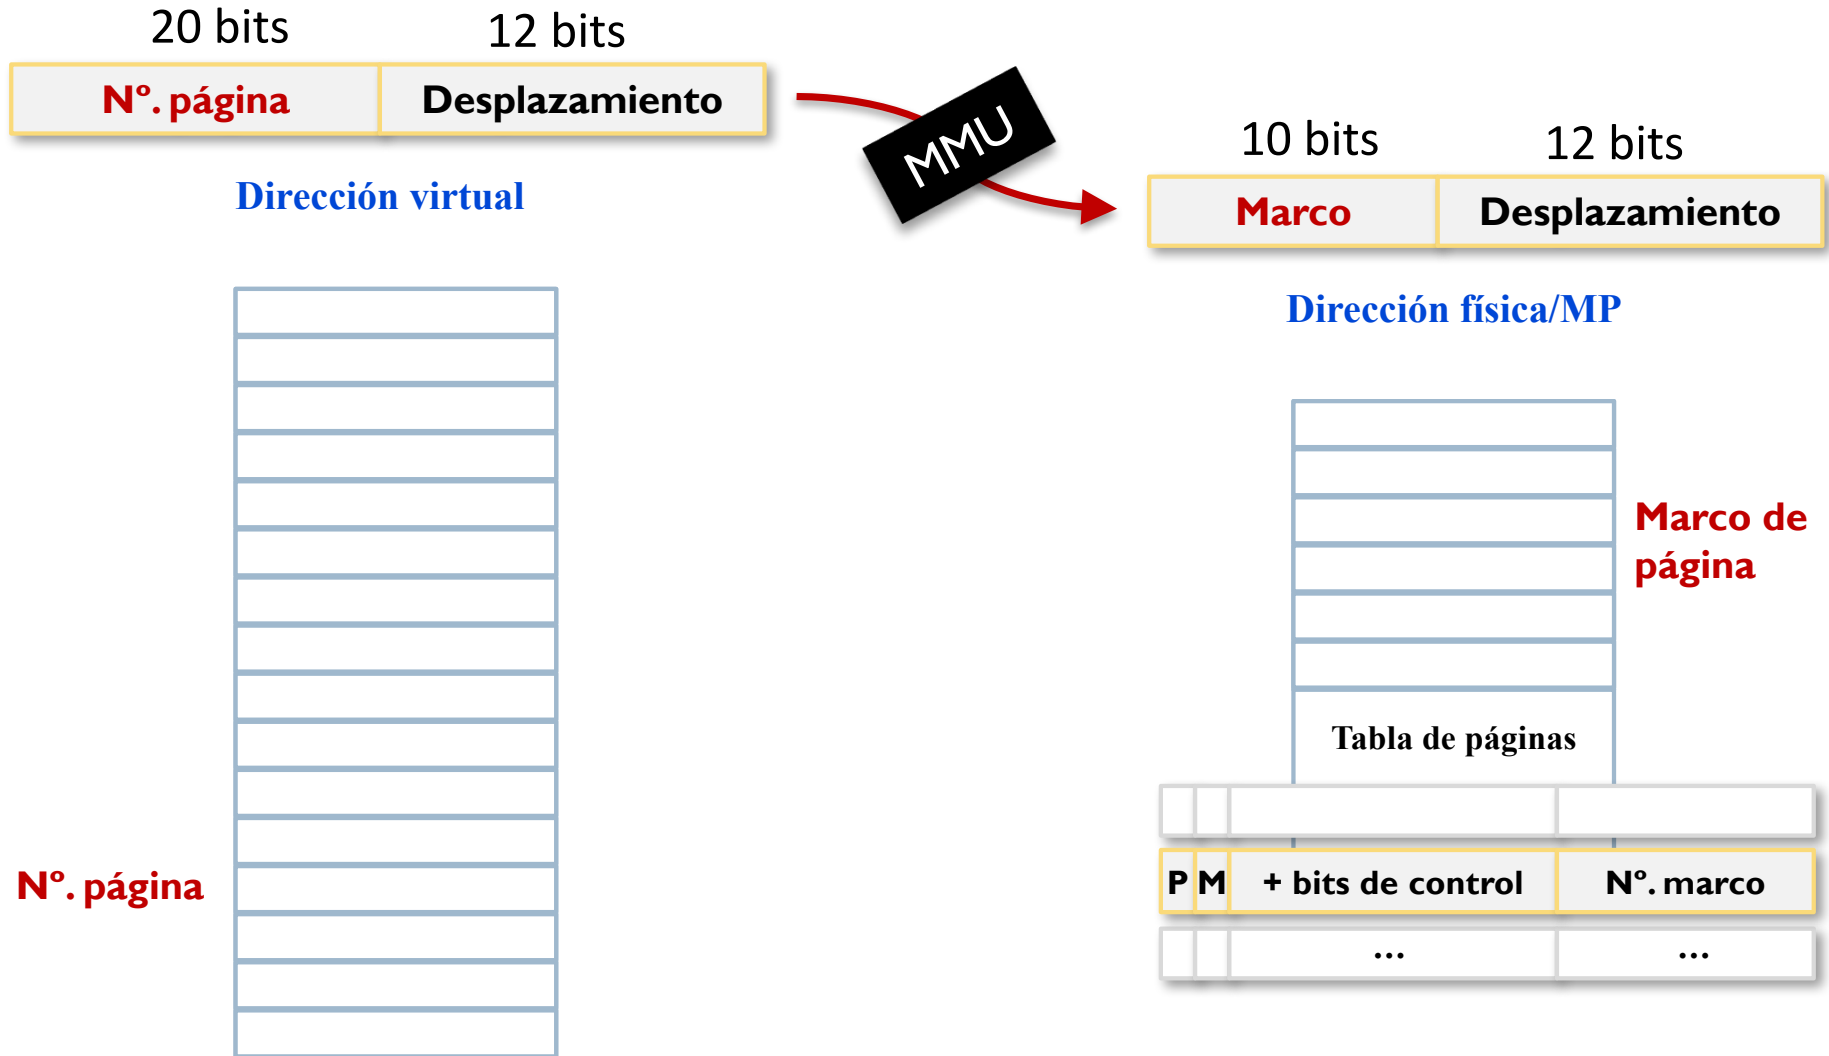 20 bits 12 bits
Nº. página Desplazamiento
MMU
Dirección virtual
10 bits 12 bits
Marco Desplazamiento
Dirección física/MP
Marco de
página
Tabla de páginas
Nº. página
P M + bits de control Nº. marco
... ...